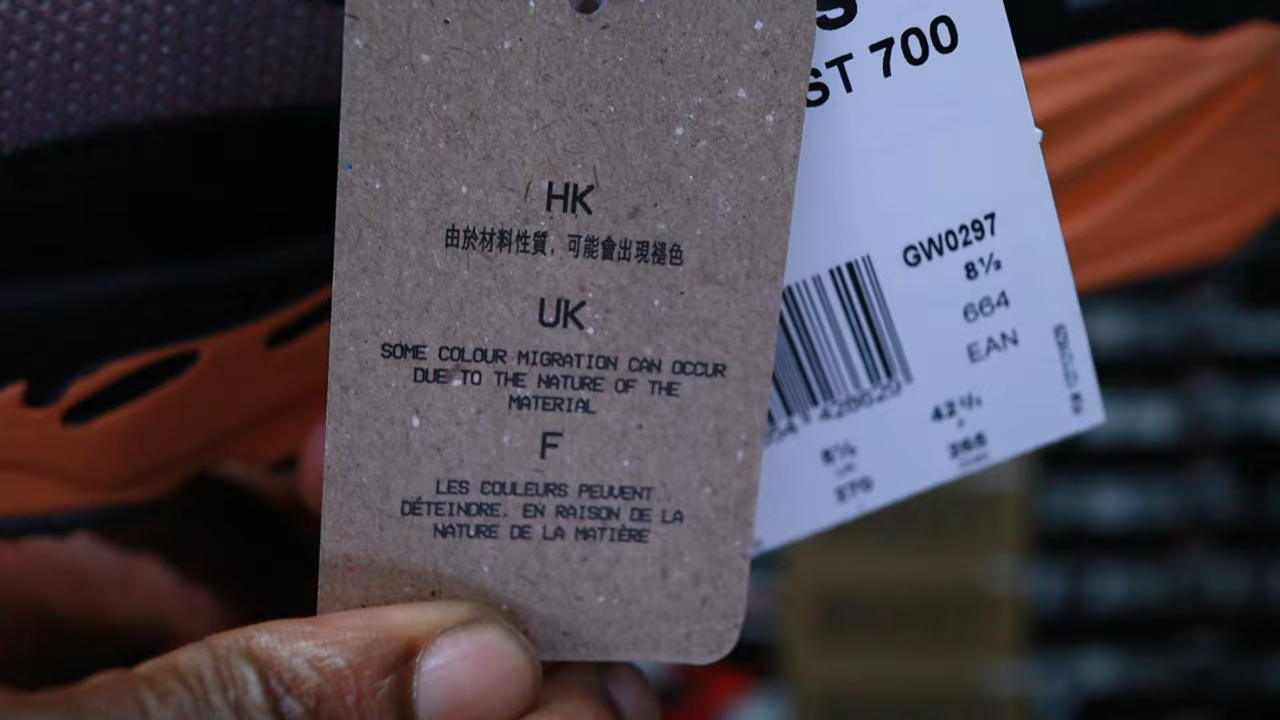 HK
由於材料性質，可能會出現褪色
UK
SOME COLOUR MIGRATION CAN OCCUR
DUE TO THE NATURE OF THE
MATERIAL
F
LES COULEURS PEUVENT
DÉTEINDRE. EN RAISON DE LA
NATURE DE LA MATIÈRE
S
ST 700
GW0297
8½
664
EAN